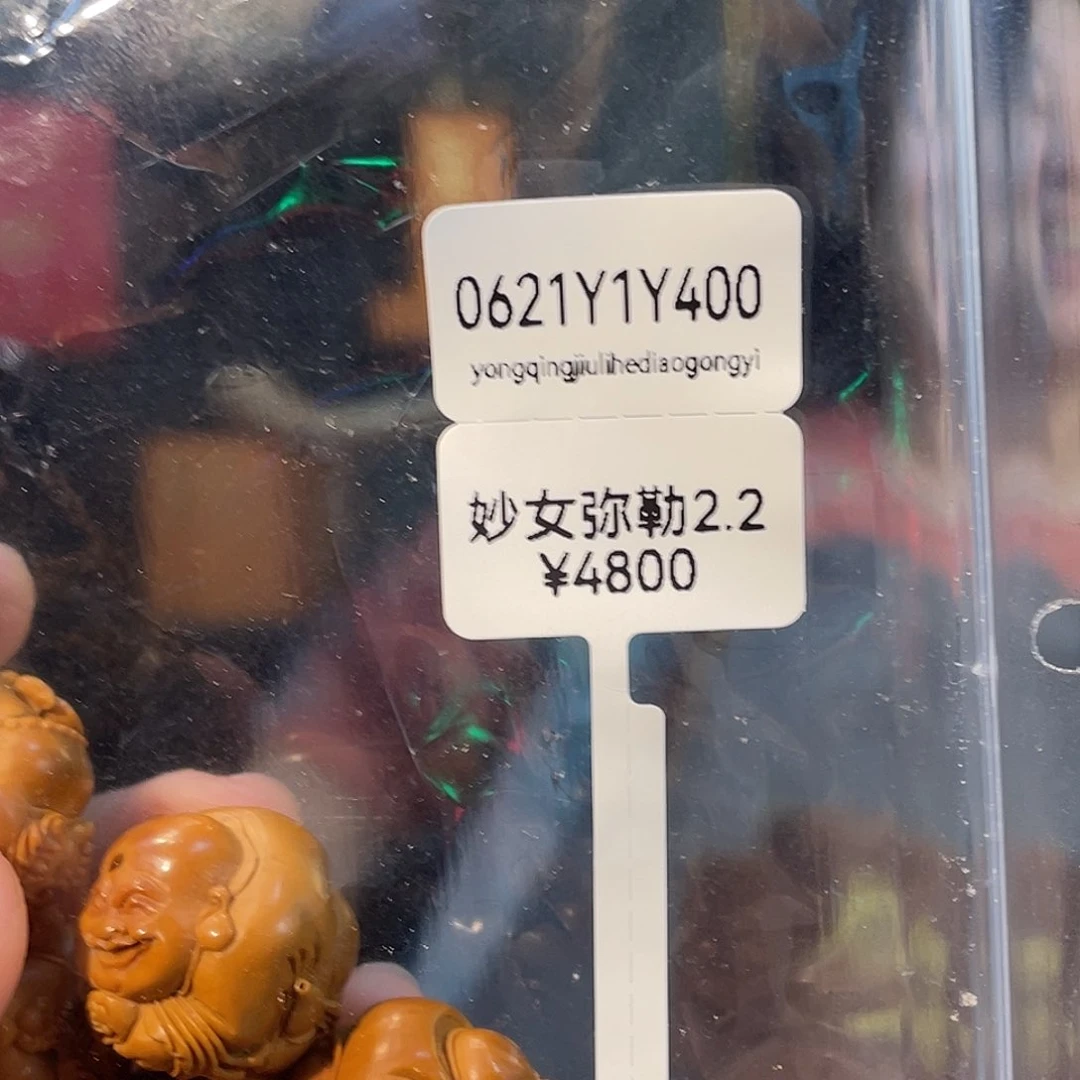 0621Y1Y400
yongqingjiulihediaogongyi
妙女弥勒2.2
¥4800